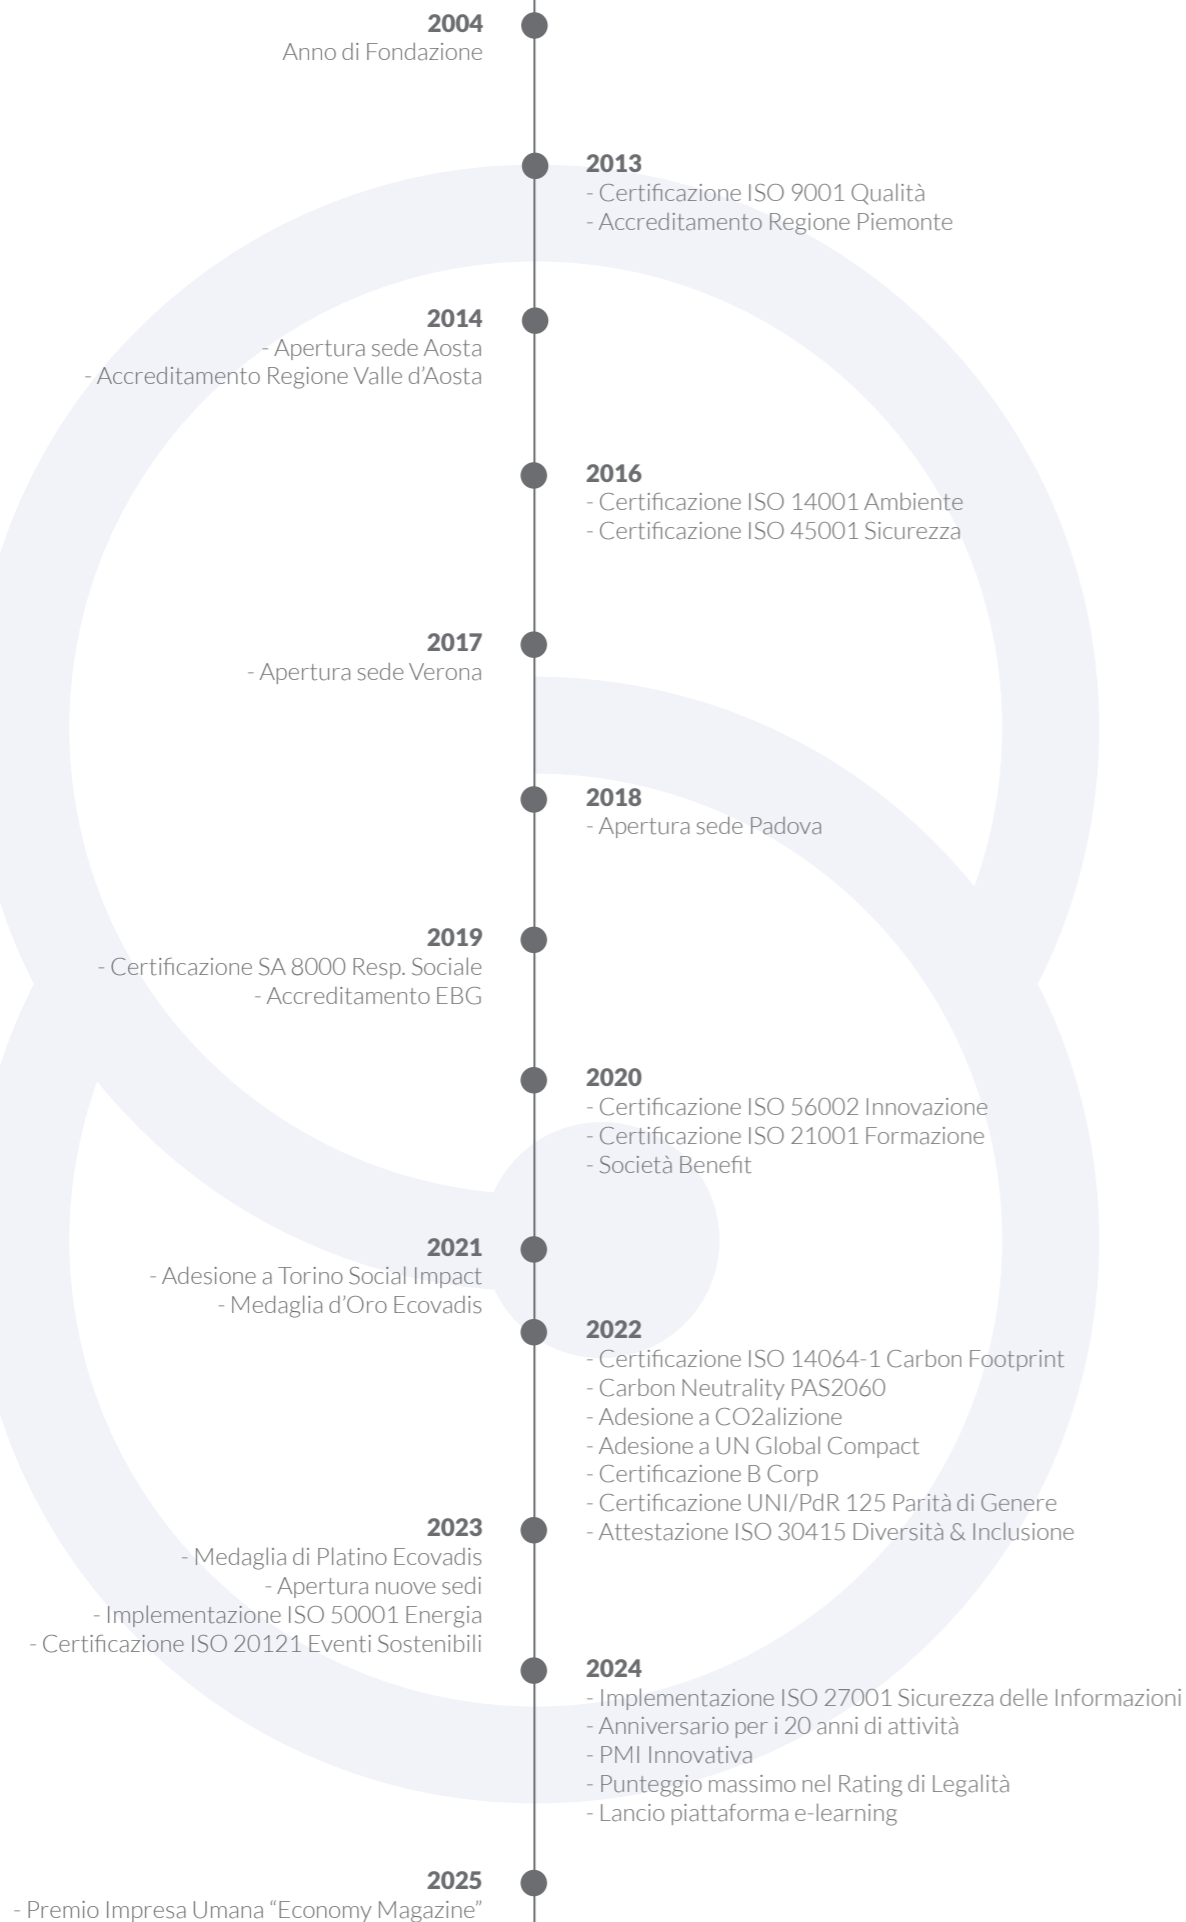 2004
Anno di Fondazione
2013
- Certificazione ISO 9001 Qualità
- Accreditamento Regione Piemonte
2014
- Apertura sede Aosta
- Accreditamento Regione Valle d’Aosta
2016
- Certificazione ISO 14001 Ambiente
- Certificazione ISO 45001 Sicurezza
2017
- Apertura sede Verona
2018
- Apertura sede Padova
2019
- Certificazione SA 8000 Resp. Sociale
- Accreditamento EBG
2020
- Certificazione ISO 56002 Innovazione
- Certificazione ISO 21001 Formazione
- Società Benefit
2021
- Adesione a Torino Social Impact
- Medaglia d’Oro Ecovadis
2022
- Certificazione ISO 14064-1 Carbon Footprint
- Carbon Neutrality PAS2060
- Adesione a CO2alizione
- Adesione a UN Global Compact
- Certificazione B Corp
- Certificazione UNI/PdR 125 Parità di Genere
- Attestazione ISO 30415 Diversità & Inclusione
2023
- Medaglia di Platino Ecovadis
- Apertura nuove sedi
- Implementazione ISO 50001 Energia
- Certificazione ISO 20121 Eventi Sostenibili
2024
- Implementazione ISO 27001 Sicurezza delle Informazioni
- Anniversario per i 20 anni di attività
- PMI Innovativa
- Punteggio massimo nel Rating di Legalità
- Lancio piattaforma e-learning
2025
- Premio Impresa Umana “Economy Magazine”